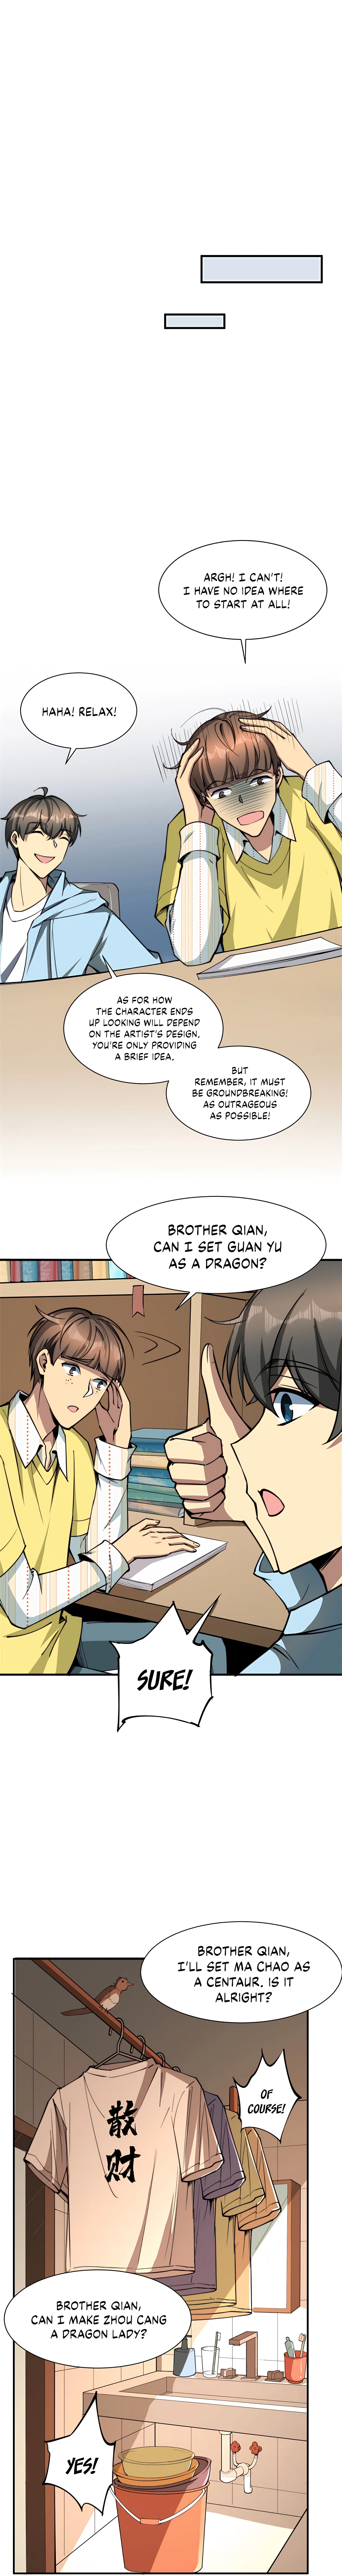 ARGH! I CAN'T!
I HAVE NO IDEA WHERE
TO START AT ALL!
HAHA! RELAX!
AS FOR HOW
THE CHARACTER ENDS
UP LOOKING WILL DEPEND
ON THE ARTIST'S DESIGN.
YOU'RE ONLY PROVIDING
A BRIEF IDEA.
BUT
REMEMBER, IT MUST
BE GROUNDBREAKING!
AS OUTRAGEOUS
AS POSSIBLE!
BROTHER QIAN,
CAN I SET GUAN YU
AS A DRAGON?
SURE!
BROTHER QIAN,
I'LL SET MA CHAO AS
A CENTAUR. IS IT
ALRIGHT?
OF
COURSE!
散
财
BROTHER QIAN,
CAN I MAKE ZHOU CANG
A DRAGON LADY?
YES!